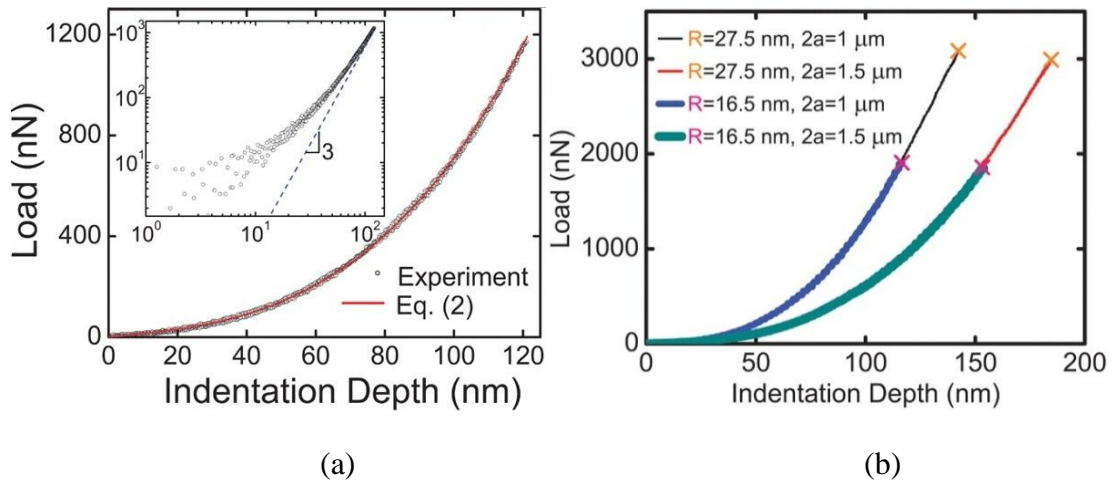 1200
800
400
0
Load (nN)
10^3
10^2
10^1
10^0
10^1
10^2
3
Experiment
Eq. (2)
0
20
40
60
80
100
120
Indentation Depth (nm)
(a)
3000
2000
1000
0
Load (nN)
R=27.5 nm, 2a=1 μm
R=27.5 nm, 2a=1.5 μm
R=16.5 nm, 2a=1 μm
R=16.5 nm, 2a=1.5 μm
0
50
100
150
200
Indentation Depth (nm)
(b)